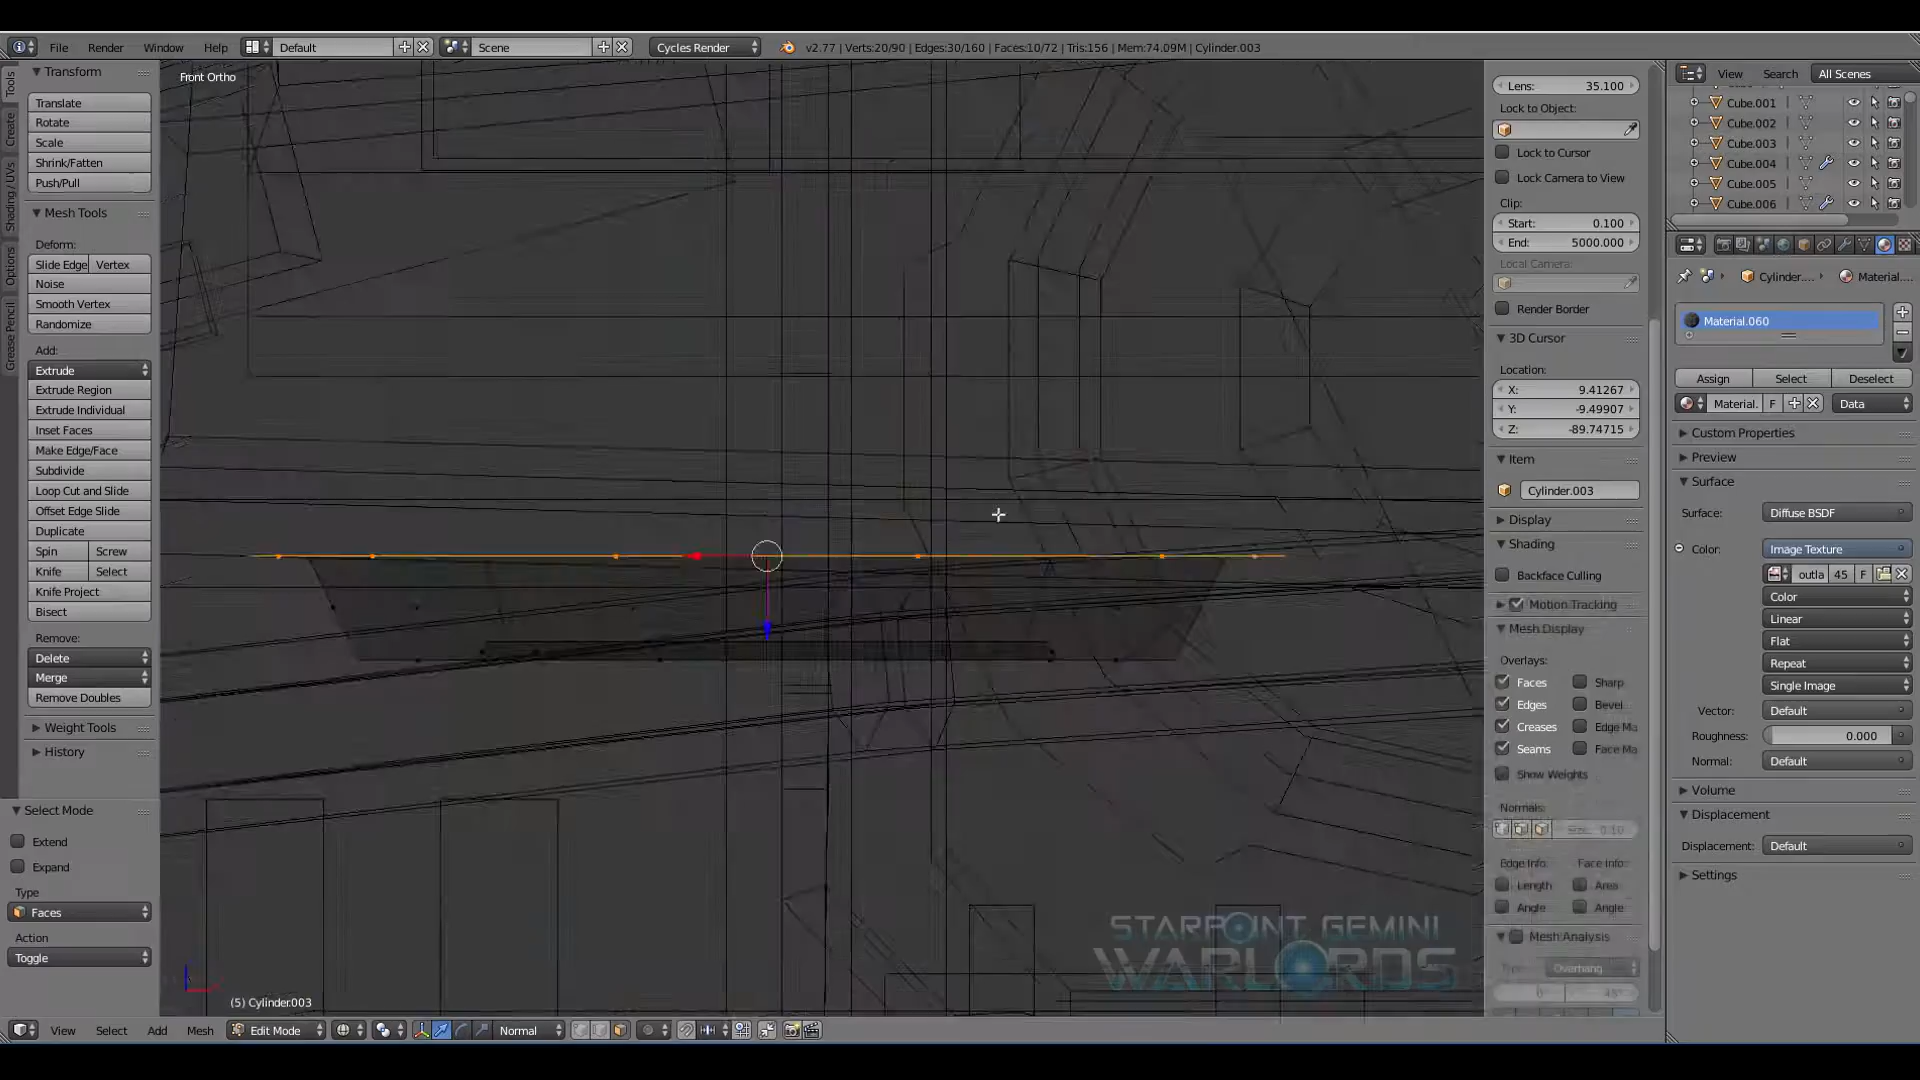 File Render Window Help Default Scene Cycles Render v2.77 | Verts:20/90 | Edges:30/160 | Faces:10/72 | Tris:156 | Mem:74.09M | Cylinder.003
Tools
Create
Shading / UVs
Options
Grease Pencil
Transform
Translate
Rotate
Scale
Shrink/Fatten
Push/Pull
Mesh Tools
Deform:
Slide Edge Vertex
Noise
Smooth Vertex
Randomize
Add:
Extrude
Extrude Region
Extrude Individual
Inset Faces
Make Edge/Face
Subdivide
Loop Cut and Slide
Offset Edge Slide
Duplicate
Spin Screw
Knife Select
Knife Project
Bisect
Remove:
Delete
Merge
Remove Doubles
Weight Tools
History
Select Mode
Extend
Expand
Type
Faces
Action
Toggle
Front Ortho
(5) Cylinder.003
STARPOINT GEMINI
WARLORDS
View Select Add Mesh Edit Mode Normal
Lens: 35.100
Lock to Object:
Lock to Cursor
Lock Camera to View
Clip:
Start: 0.100
End: 5000.000
Local Camera:
Render Border
3D Cursor
Location:
X: 9.41267
Y: -9.49907
Z: -89.74715
Item
Cylinder.003
Display
Shading
Backface Culling
Motion Tracking
Mesh Display
Overlays:
Faces Sharp
Edges Bevel
Creases Edge Ma
Seams Face Ma
Show Weights
Normals:
Size: 0.10
Edge Info: Face Info:
Length Area
Angle Angle
Mesh Analysis
Type: Overhang
0° 45°
View Search All Scenes
Cube.001
Cube.002
Cube.003
Cube.004
Cube.005
Cube.006
Cylinder.... Material....
Material.060
Assign Select Deselect
Material. F Data
Custom Properties
Preview
Surface
Surface: Diffuse BSDF
Color: Image Texture
outla 45 F
Color
Linear
Flat
Repeat
Single Image
Vector: Default
Roughness: 0.000
Normal: Default
Volume
Displacement
Displacement: Default
Settings